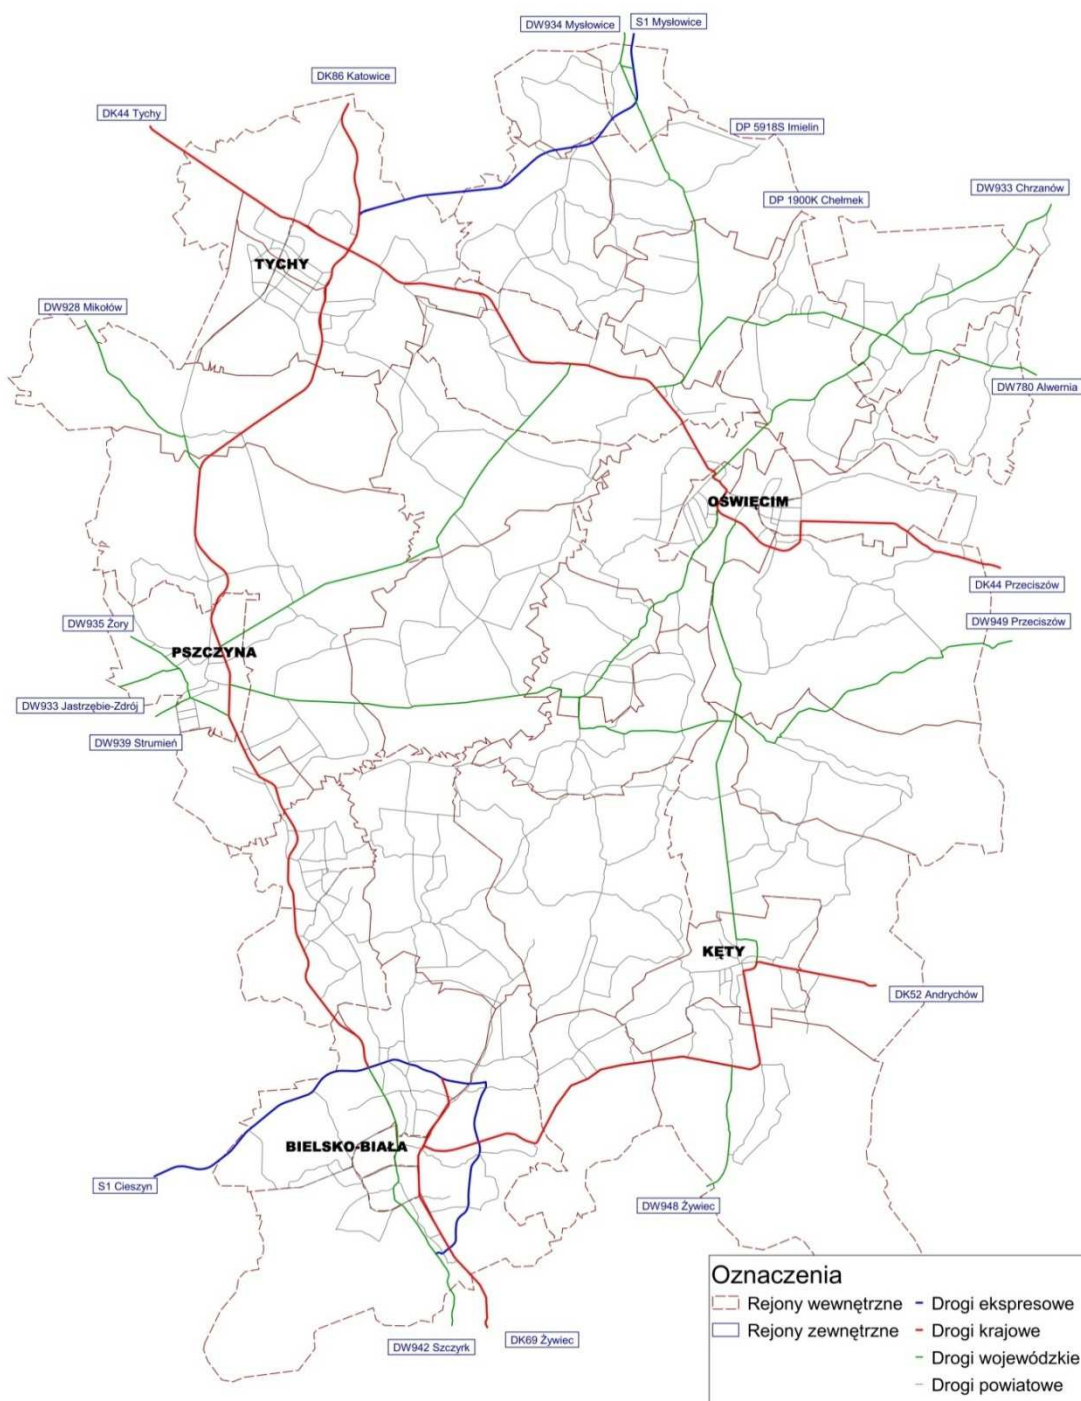 DW934 Mysłowice
S1 Mysłowice
DK86 Katowice
DK44 Tychy
DP 5918S Imielin
DP 1900K Chełmek
DW933 Chrzanów
TYCHY
DW928 Mikołów
DW780 Alwernia
OŚWIĘCIM
DK44 Przeciszów
DW935 Żory
DW949 Przeciszów
PSZCZYNA
DW933 Jastrzębie-Zdrój
DW939 Strumień
KĘTY
DK52 Andrychów
BIELSKO-BIAŁA
S1 Cieszyn
DW948 Żywiec
DW942 Szczyrk
DK69 Żywiec
Oznaczenia
Rejony wewnętrzne
Rejony zewnętrzne
Drogi ekspresowe
Drogi krajowe
Drogi wojewódzkie
Drogi powiatowe